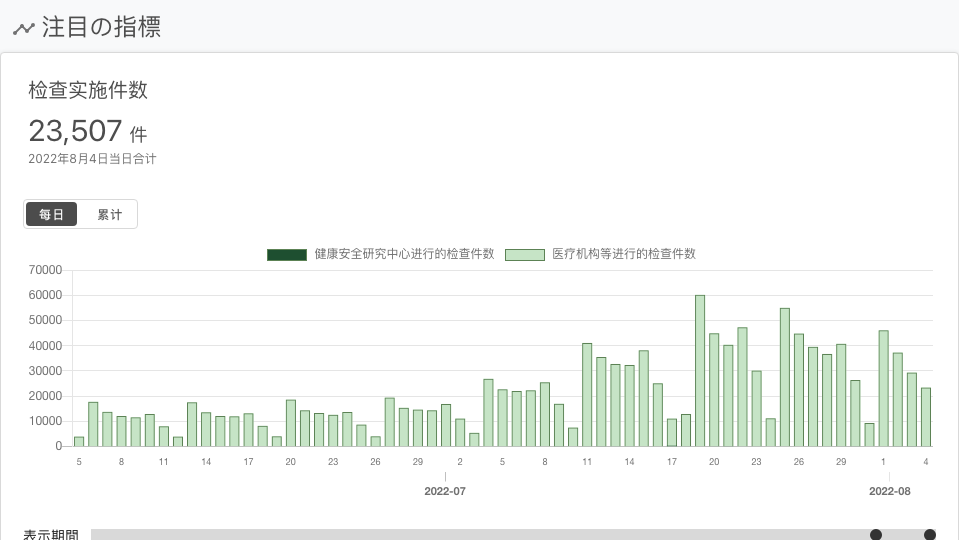 注目の指標
检查实施件数
23,507 件
2022年8月4日当日合计
每日 累计
健康安全研究中心进行的检查件数 医疗机构等进行的检查件数
70000
60000
50000
40000
30000
20000
10000
0
5 8 11 14 17 20 23 26 29 2 5 8 11 14 17 20 23 26 29 1 4
2022-07 2022-08
表示期間